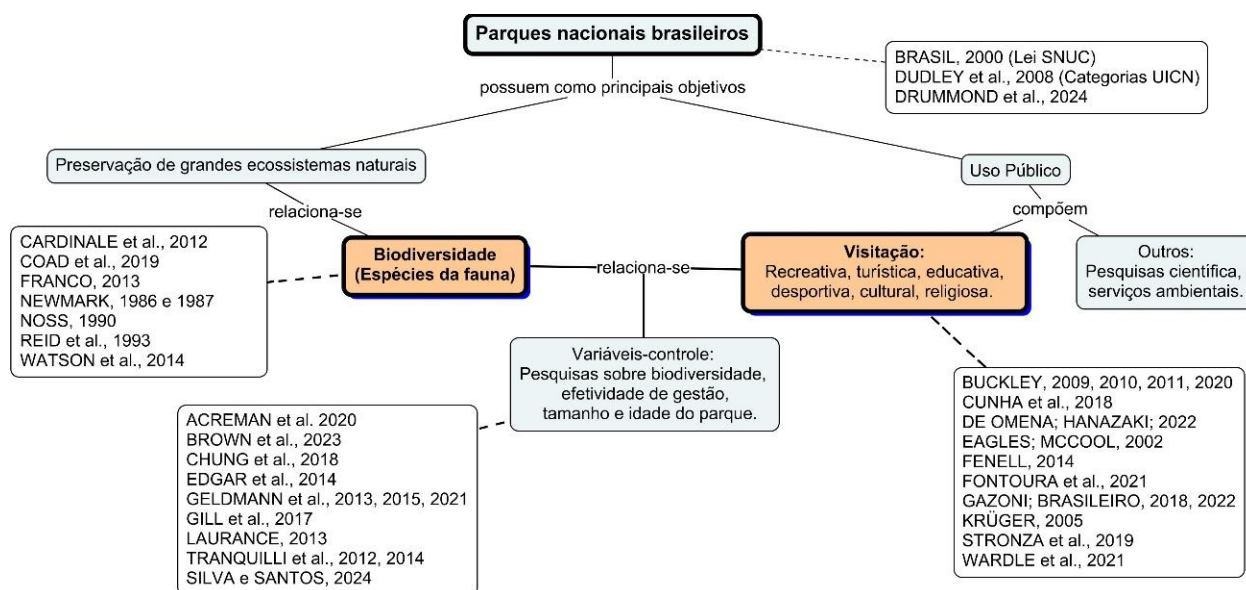 Parques nacionais brasileiros
BRASIL, 2000 (Lei SNUC)
DUDLEY et al., 2008 (Categorias UICN)
DRUMMOND et al., 2024
possuem como principais objetivos
Preservação de grandes ecossistemas naturais
Uso Público
relaciona-se
compõem
CARDINALE et al., 2012
COAD et al., 2019
FRANCO, 2013
NEWMARK, 1986 e 1987
NOSS, 1990
REID et al., 1993
WATSON et al., 2014
Biodiversidade
(Espécies da fauna)
relaciona-se
Visitação:
Recreativa, turística, educativa,
desportiva, cultural, religiosa.
Outros:
Pesquisas científica,
serviços ambientais.
Variáveis-controle:
Pesquisas sobre biodiversidade,
efetividade de gestão,
tamanho e idade do parque.
ACREMAN et al. 2020
BROWN et al., 2023
CHUNG et al., 2018
EDGAR et al., 2014
GELDMANN et al., 2013, 2015, 2021
GILL et al., 2017
LAURANCE, 2013
TRANQUILLI et al., 2012, 2014
SILVA e SANTOS, 2024
BUCKLEY, 2009, 2010, 2011, 2020
CUNHA et al., 2018
DE OMENA; HANAZAKI; 2022
EAGLES; MCCOOL, 2002
FENELL, 2014
FONTOURA et al., 2021
GAZONI; BRASILEIRO, 2018, 2022
KRÜGER, 2005
STRONZA et al., 2019
WARDLE et al., 2021